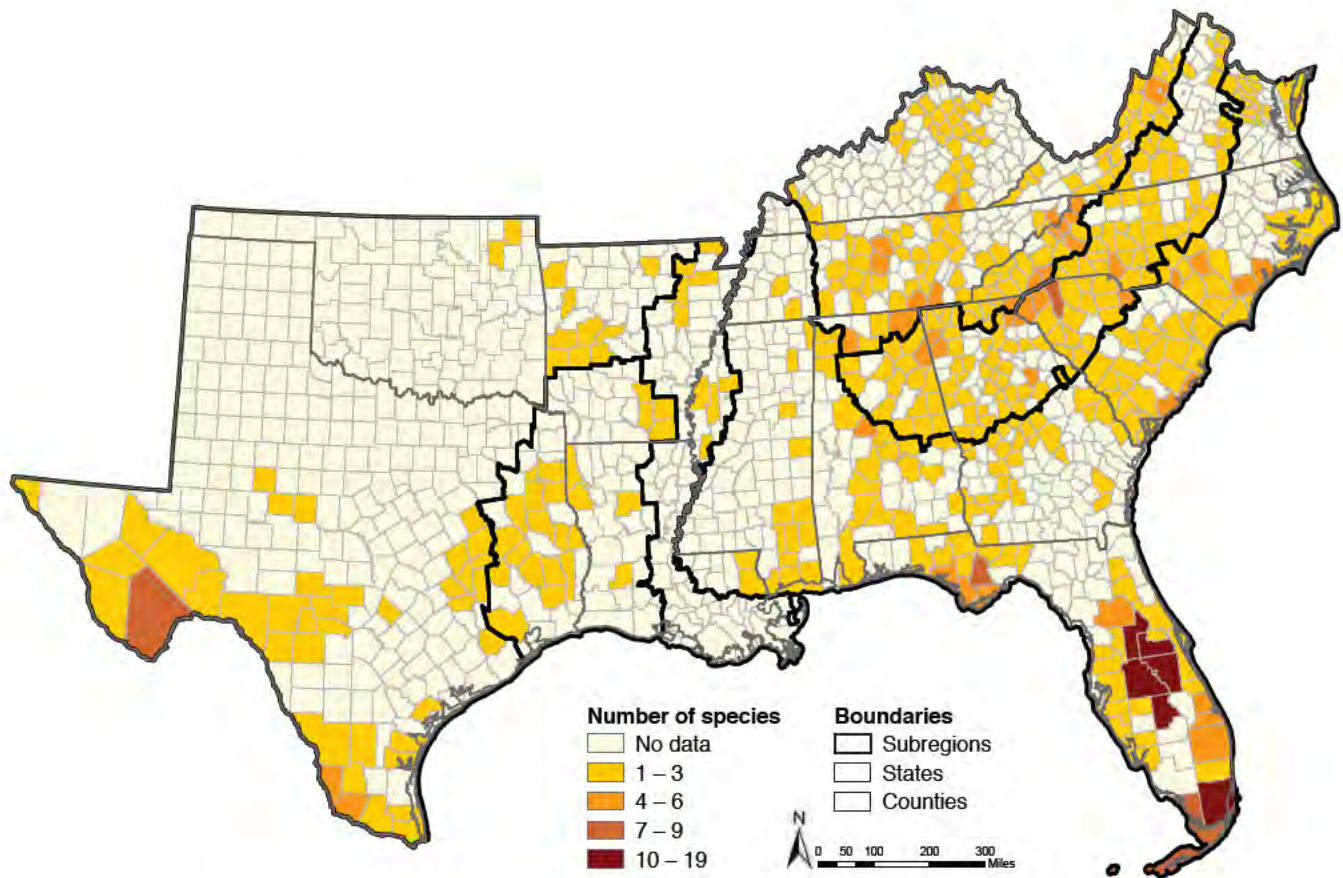 Number of species
No data
1 – 3
4 – 6
7 – 9
10 – 19
Boundaries
Subregions
States
Counties
N
0 50 100 200 300
Miles